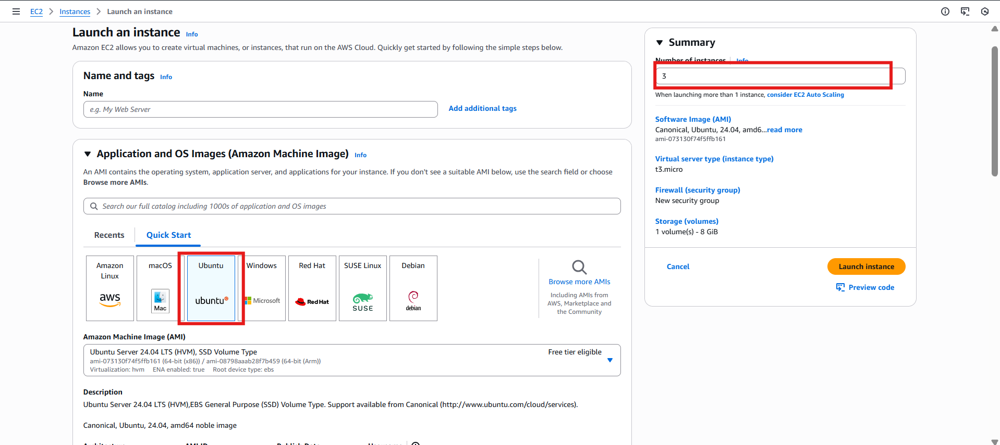 EC2 > Instances > Launch an instance
Launch an instance Info
Amazon EC2 allows you to create virtual machines, or instances, that run on the AWS Cloud. Quickly get started by following the simple steps below.
Name and tags Info
Name
e.g. My Web Server
Add additional tags
Application and OS Images (Amazon Machine Image) Info
An AMI contains the operating system, application server, and applications for your instance. If you don't see a suitable AMI below, use the search field or choose
Browse more AMIs.
Search our full catalog including 1000s of application and OS images
Recents
Quick Start
Amazon
Linux
aws
macOS
Mac
Ubuntu
ubuntu
Windows
Microsoft
Red Hat
Red Hat
SUSE Linux
SUSE
Debian
debian
Browse more AMIs
Including AMIs from
AWS, Marketplace and
the Community
Amazon Machine Image (AMI)
Ubuntu Server 24.04 LTS (HVM), SSD Volume Type
Free tier eligible
ami-073130f74f5ffb161 (64-bit (x86)) / ami-08798aaab28f7b459 (64-bit (Arm))
Virtualization: hvm ENA enabled: true Root device type: ebs
Description
Ubuntu Server 24.04 LTS (HVM),EBS General Purpose (SSD) Volume Type. Support available from Canonical (http://www.ubuntu.com/cloud/services).
Canonical, Ubuntu, 24.04, amd64 noble image
Architecture AMI ID Publish Date Username
Summary
Number of instances Info
3
When launching more than 1 instance, consider EC2 Auto Scaling
Software Image (AMI)
Canonical, Ubuntu, 24.04, amd6...read more
ami-073130f74f5ffb161
Virtual server type (instance type)
t3.micro
Firewall (security group)
New security group
Storage (volumes)
1 volume(s) - 8 GiB
Cancel
Launch instance
Preview code